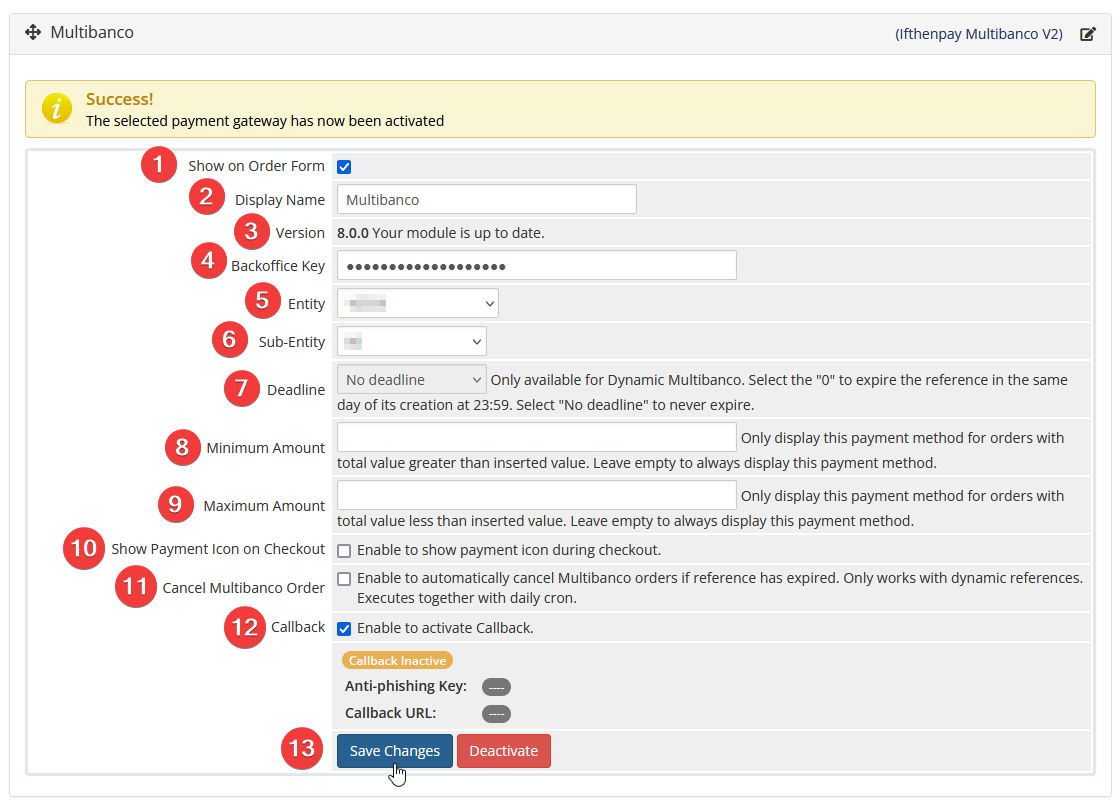 Multibanco
(Ifthenpay Multibanco V2)
Success!
The selected payment gateway has now been activated
1 Show on Order Form
2 Display Name Multibanco
3 Version 8.0.0 Your module is up to date.
4 Backoffice Key •••••••••••••••••••
5 Entity
6 Sub-Entity
7 Deadline No deadline Only available for Dynamic Multibanco. Select the "0" to expire the reference in the same
day of its creation at 23:59. Select "No deadline" to never expire.
8 Minimum Amount Only display this payment method for orders with
total value greater than inserted value. Leave empty to always display this payment method.
9 Maximum Amount Only display this payment method for orders with
total value less than inserted value. Leave empty to always display this payment method.
10 Show Payment Icon on Checkout Enable to show payment icon during checkout.
11 Cancel Multibanco Order Enable to automatically cancel Multibanco orders if reference has expired. Only works with dynamic references.
Executes together with daily cron.
12 Callback Enable to activate Callback.
Callback Inactive
Anti-phishing Key: ----
Callback URL: ----
13 Save Changes Deactivate